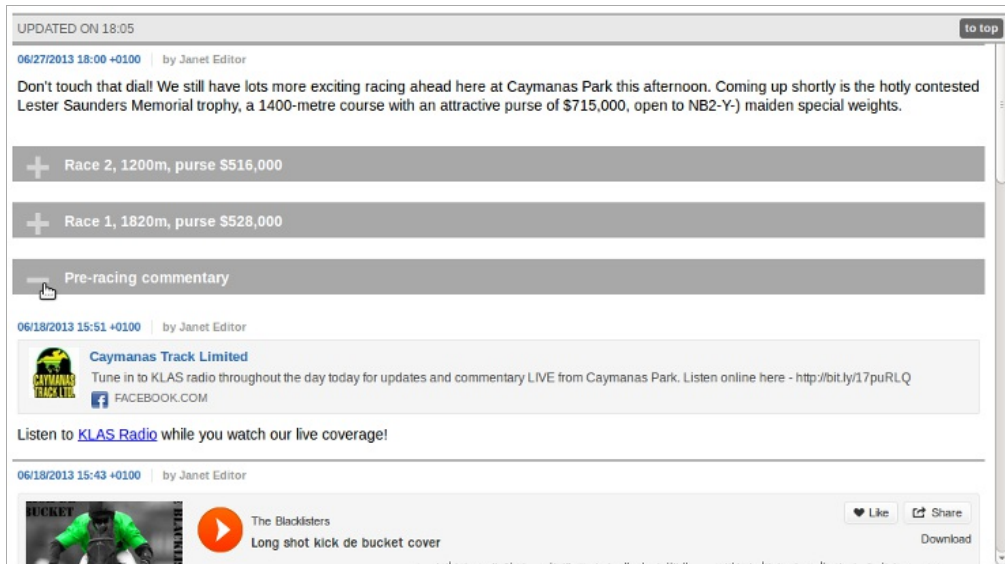 UPDATED ON 18:05
to top
06/27/2013 18:00 +0100 by Janet Editor
Don't touch that dial! We still have lots more exciting racing ahead here at Caymanas Park this afternoon. Coming up shortly is the hotly contested
Lester Saunders Memorial trophy, a 1400-metre course with an attractive purse of $715,000, open to NB2-Y-) maiden special weights.
Race 2, 1200m, purse $516,000
Race 1, 1820m, purse $528,000
Pre-racing commentary
06/18/2013 15:51 +0100 by Janet Editor
CAYMANAS
TRACK LTD.
Caymanas Track Limited
Tune in to KLAS radio throughout the day today for updates and commentary LIVE from Caymanas Park. Listen online here - http://bit.ly/17puRLQ
FACEBOOK.COM
Listen to KLAS Radio while you watch our live coverage!
06/18/2013 15:43 +0100 by Janet Editor
BUCKET
The Blacklisters
Long shot kick de bucket cover
Like
Share
Download